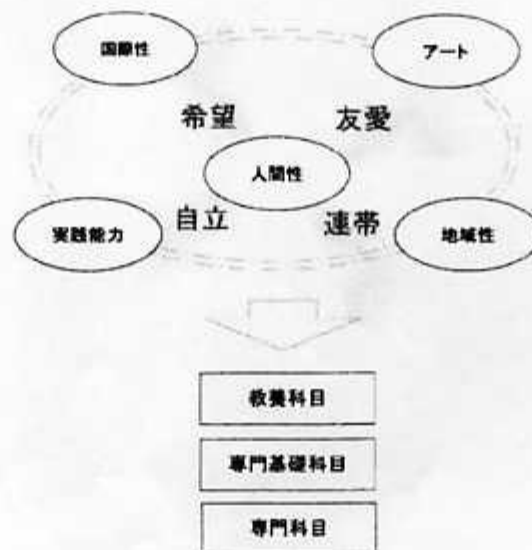 国際性
アート
希望
友愛
人間性
自立
連帯
実践能力
地域性
教養科目
専門基礎科目
専門科目